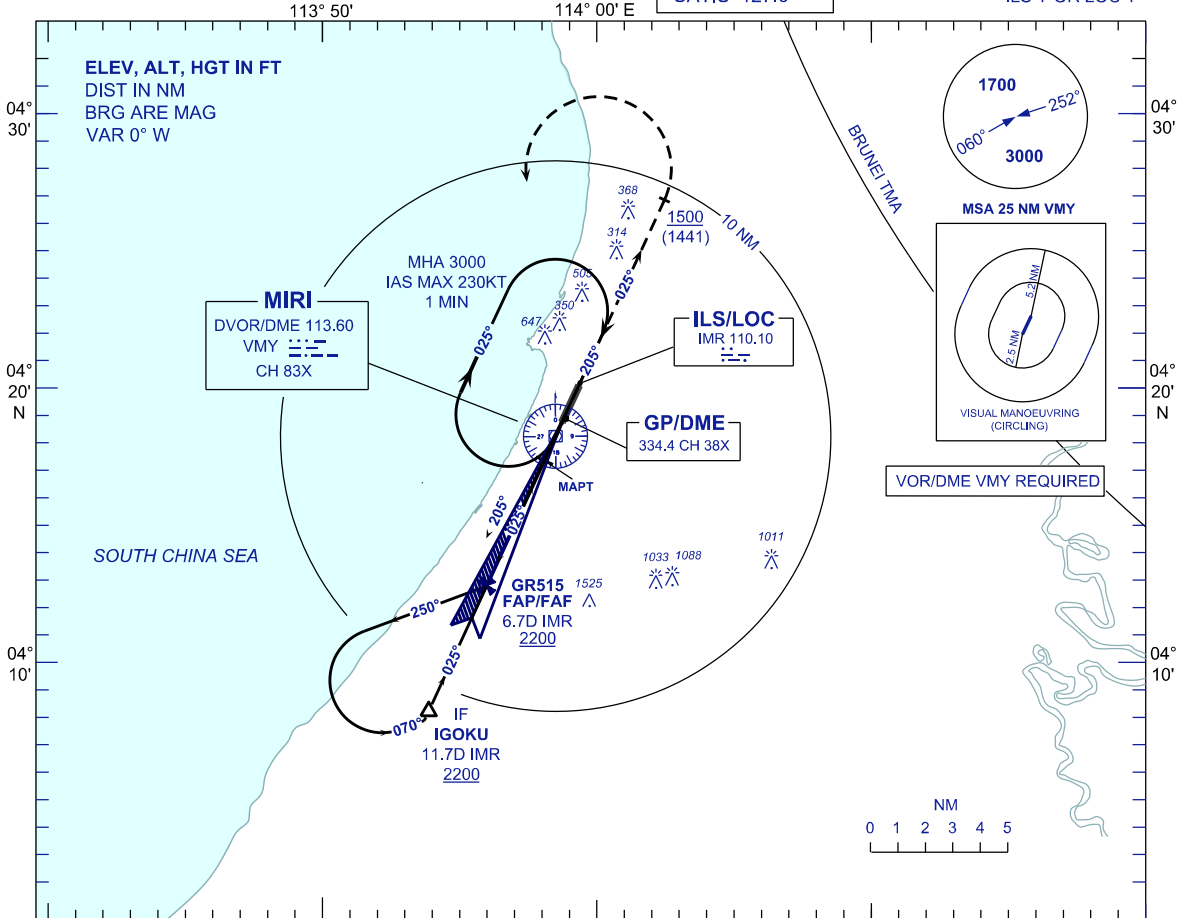 113° 50'
114° 00' E
ELEV, ALT, HGT IN FT
DIST IN NM
BRG ARE MAG
VAR 0° W
04°
30'
04°
30'
1700
252°
060°
3000
MSA 25 NM VMY
BRUNEI TMA
368
314
1500
(1441)
10 NM
MHA 3000
IAS MAX 230KT
1 MIN
505
350
647
025°
025°
205°
MIRI
DVOR/DME 113.60
VMY
CH 83X
ILS/LOC
IMR 110.10
5.2 NM
2.5 NM
VISUAL MANOEUVRING
(CIRCLING)
04°
20'
N
04°
20'
N
GP/DME
334.4 CH 38X
0
27
9
18
MAPT
VOR/DME VMY REQUIRED
205°
025°
SOUTH CHINA SEA
1011
1033
1088
1525
GR515
FAP/FAF
6.7D IMR
2200
250°
025°
070°
04°
10'
04°
10'
IF
IGOKU
11.7D IMR
2200
NM
0 1 2 3 4 5